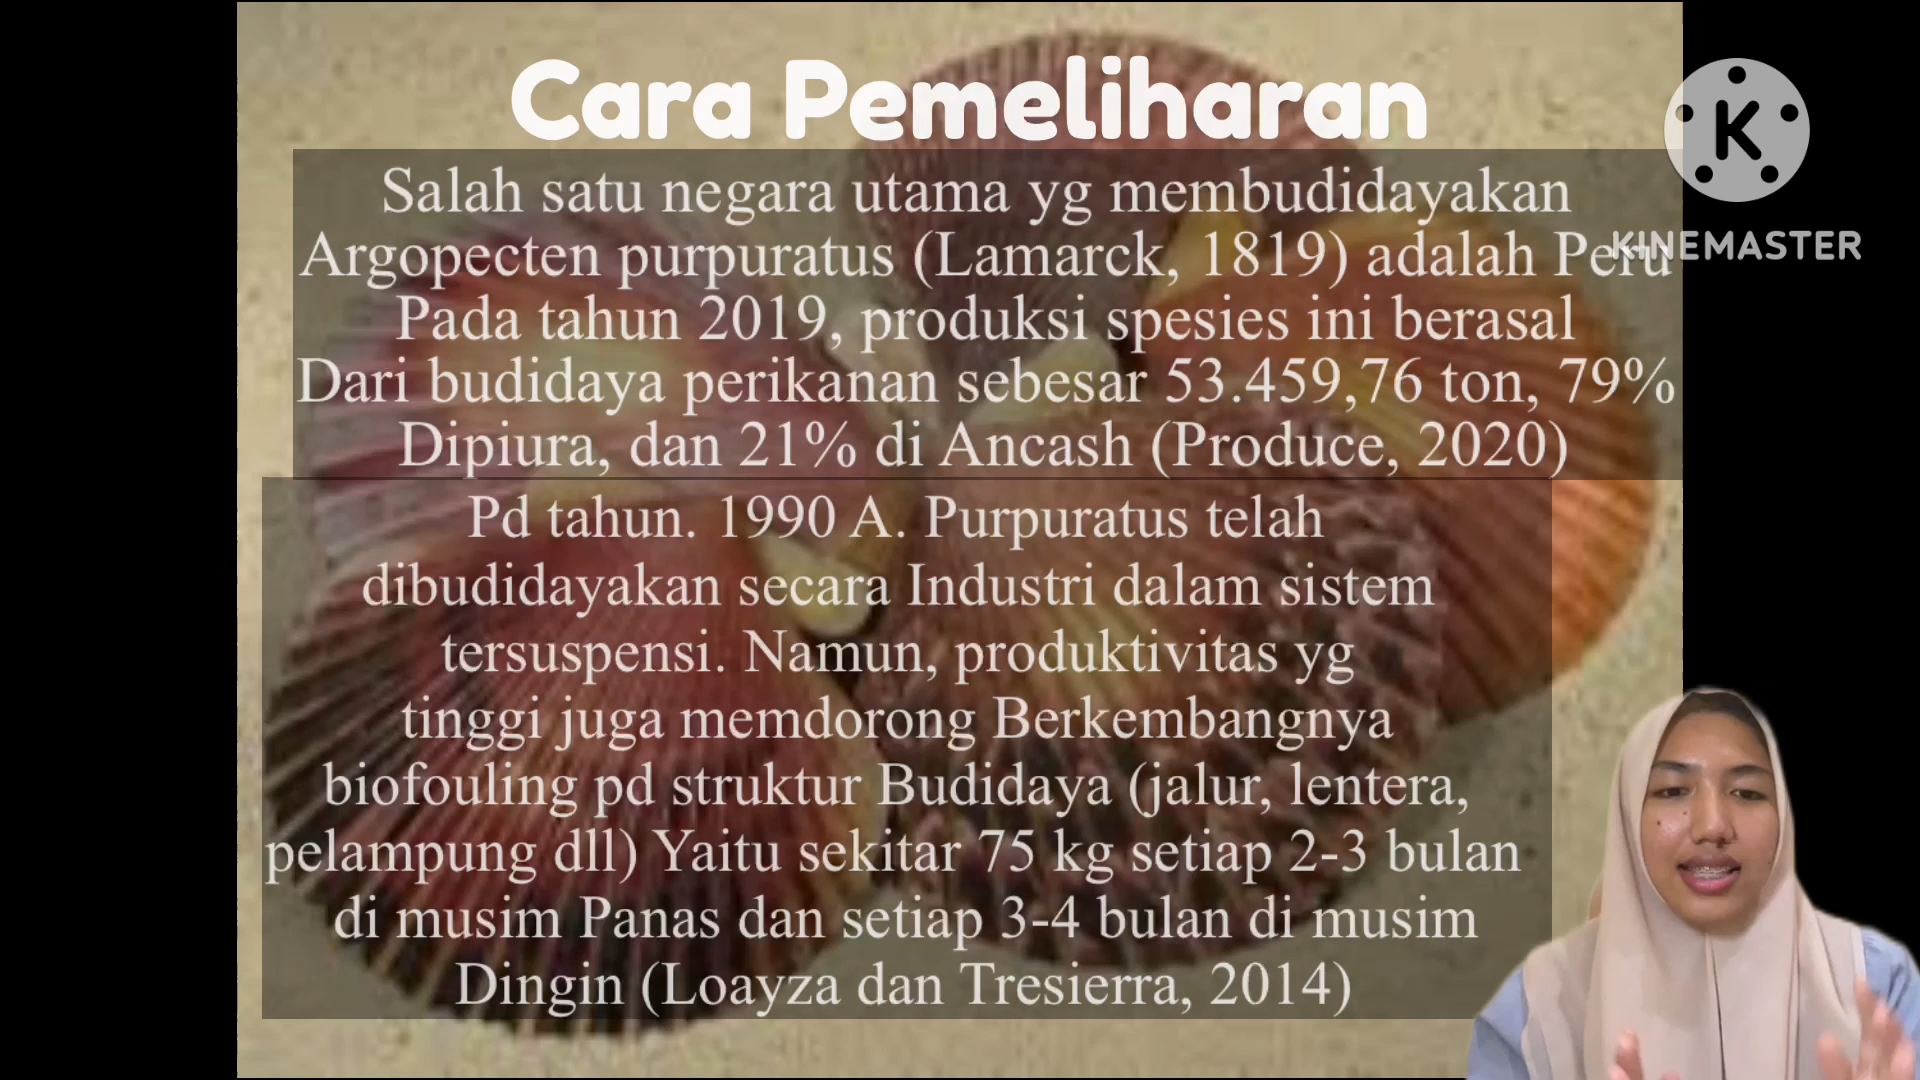 Cara Pemeliharan
Salah satu negara utama yg membudidayakan
Argopecten purpuratus (Lamarck, 1819) adalah Peru
Pada tahun 2019, produksi spesies ini berasal
Dari budidaya perikanan sebesar 53.459,76 ton, 79%
Dipiura, dan 21% di Ancash (Produce, 2020)
Pd tahun. 1990 A. Purpuratus telah
dibudidayakan secara Industri dalam sistem
tersuspensi. Namun, produktivitas yg
tinggi juga memdorong Berkembangnya
biofouling pd struktur Budidaya (jalur, lentera,
pelampung dll) Yaitu sekitar 75 kg setiap 2-3 bulan
di musim Panas dan setiap 3-4 bulan di musim
Dingin (Loayza dan Tresierra, 2014)
K
KINEMASTER